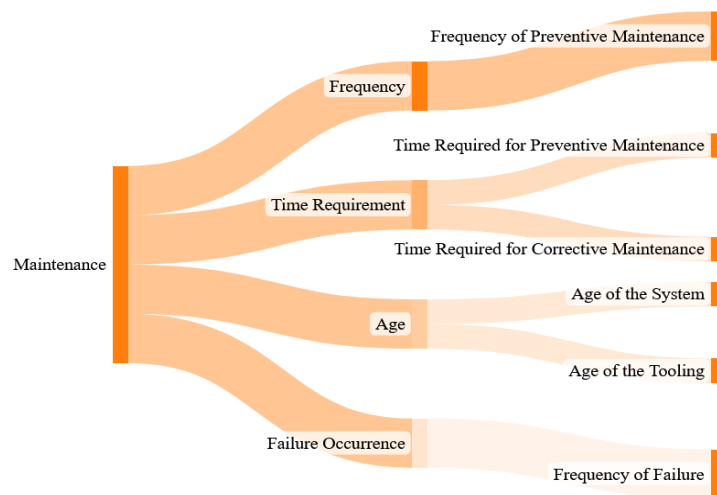 Frequency of Preventive Maintenance
Frequency
Time Required for Preventive Maintenance
Time Requirement
Time Required for Corrective Maintenance
Maintenance
Age of the System
Age
Age of the Tooling
Failure Occurrence
Frequency of Failure